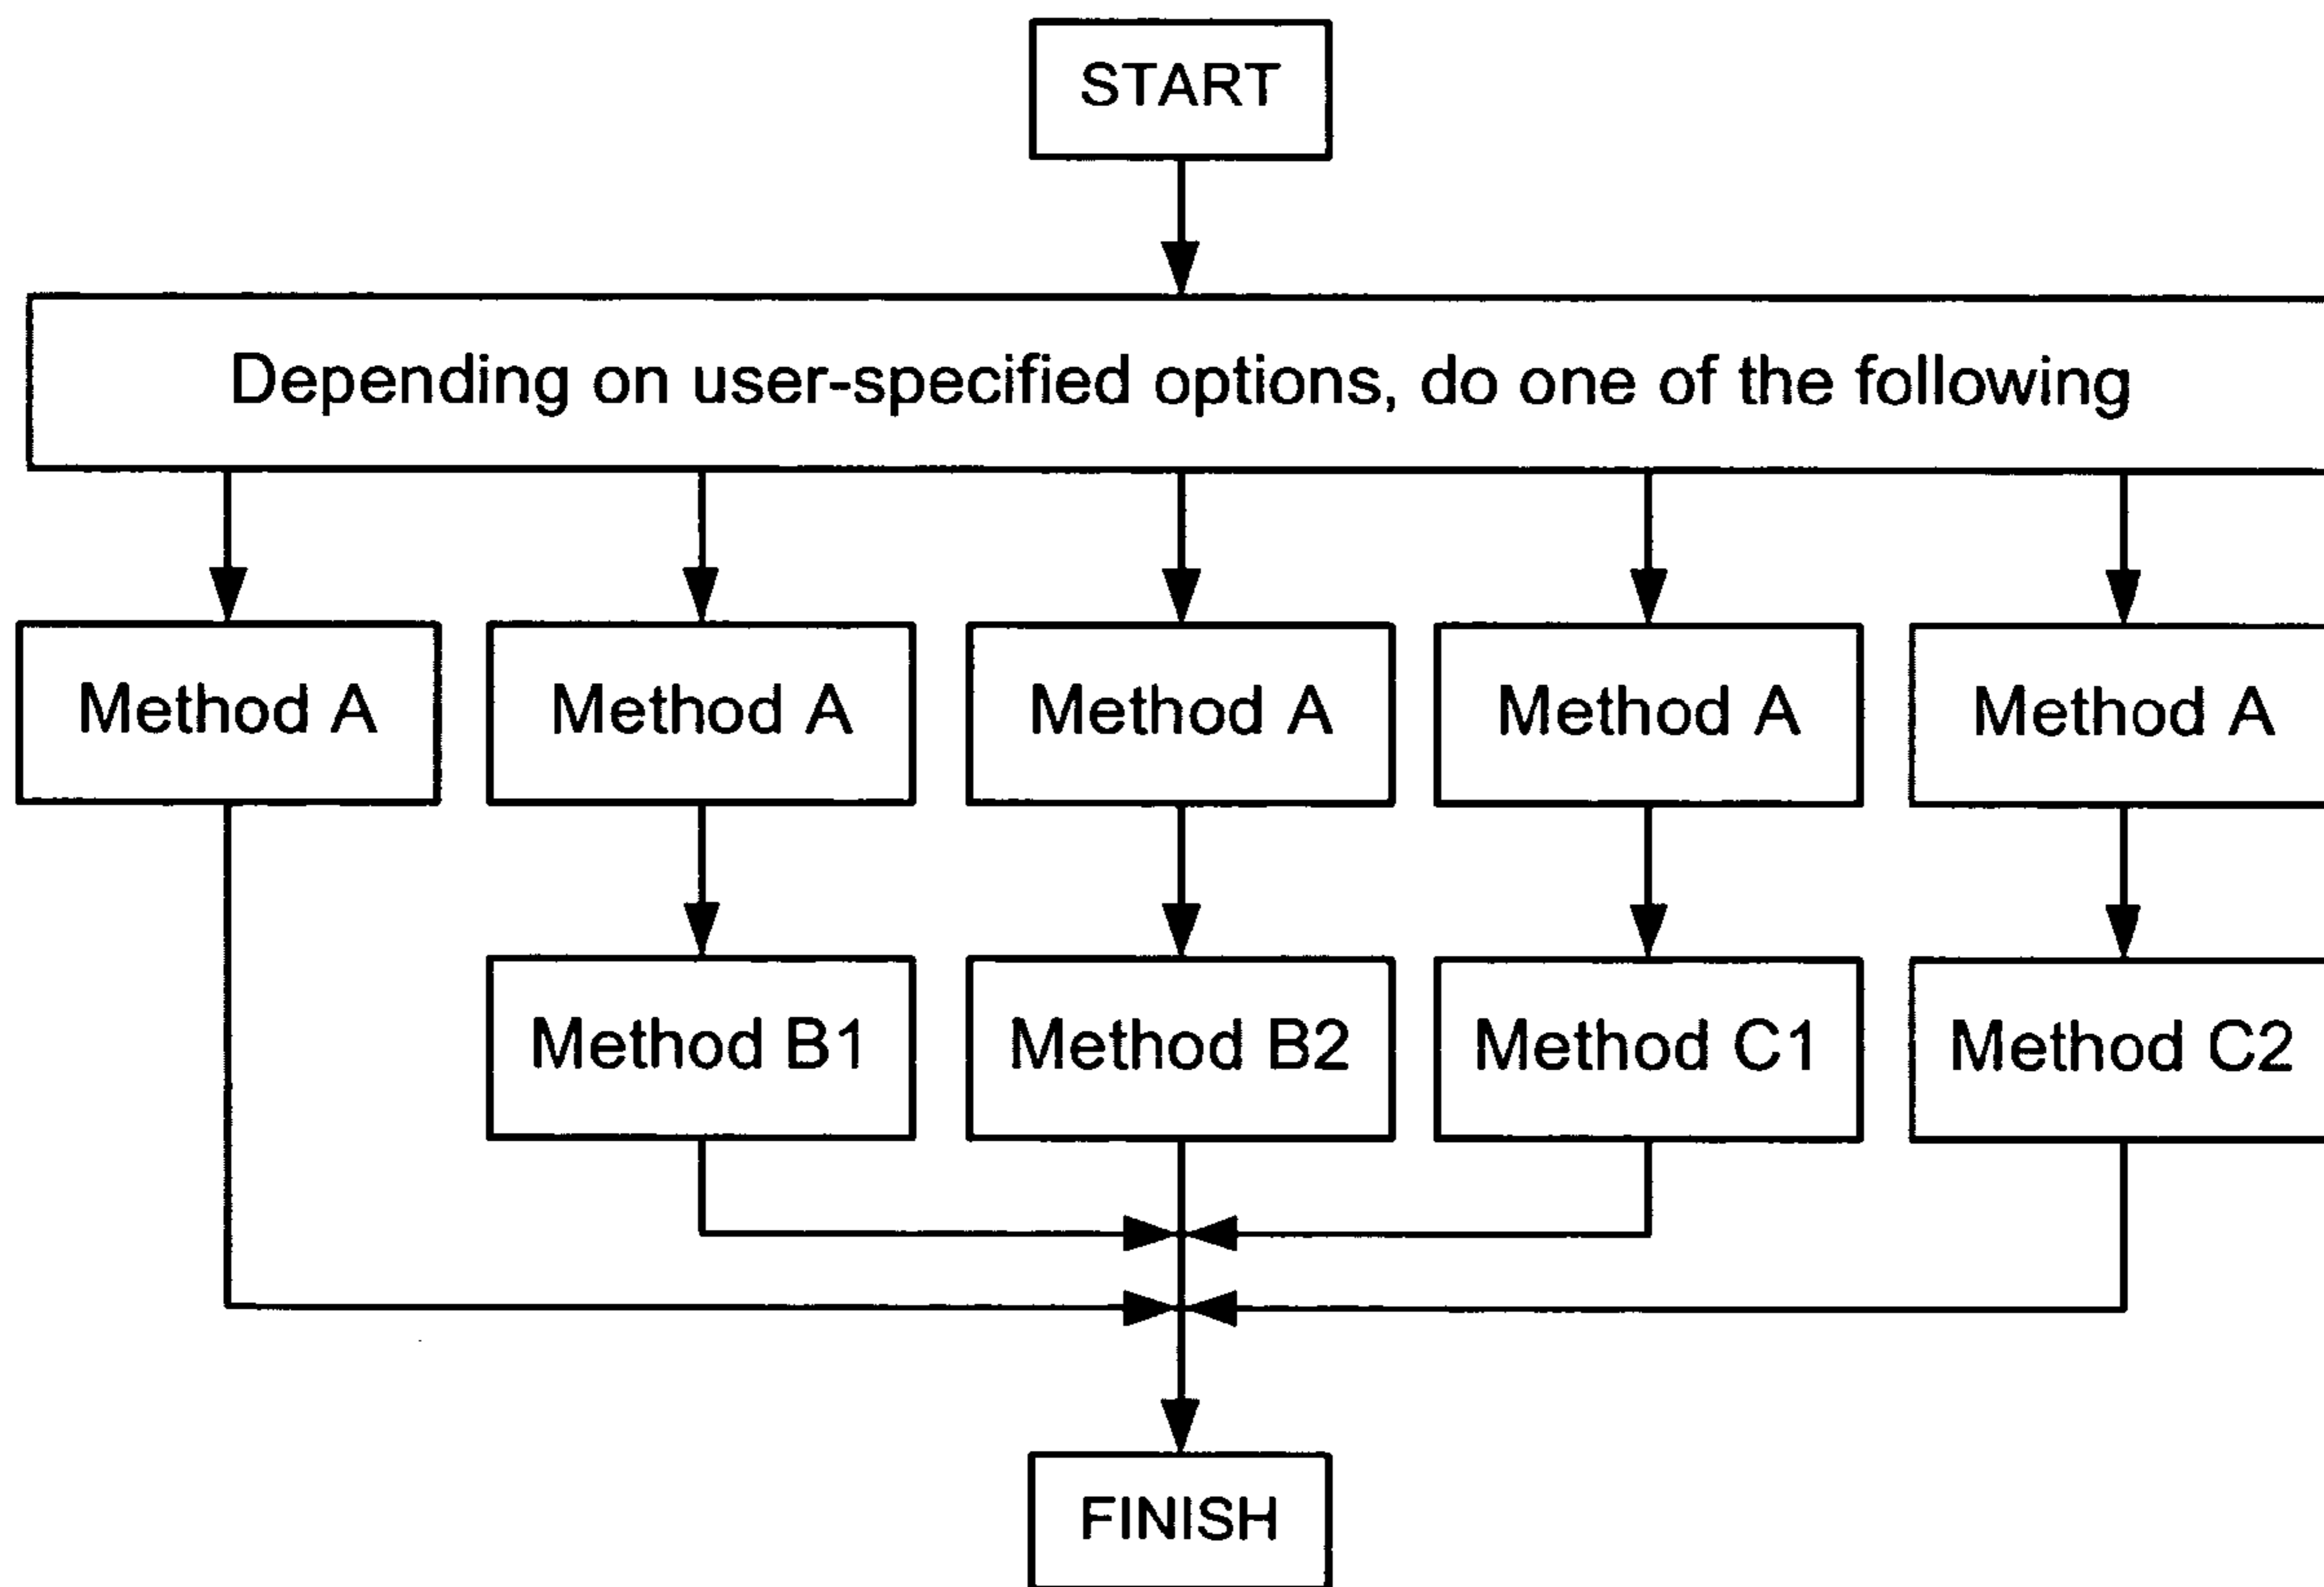 START
Depending on user-specified options, do one of the following
Method A
Method A
Method A
Method A
Method A
Method B1
Method B2
Method C1
Method C2
FINISH